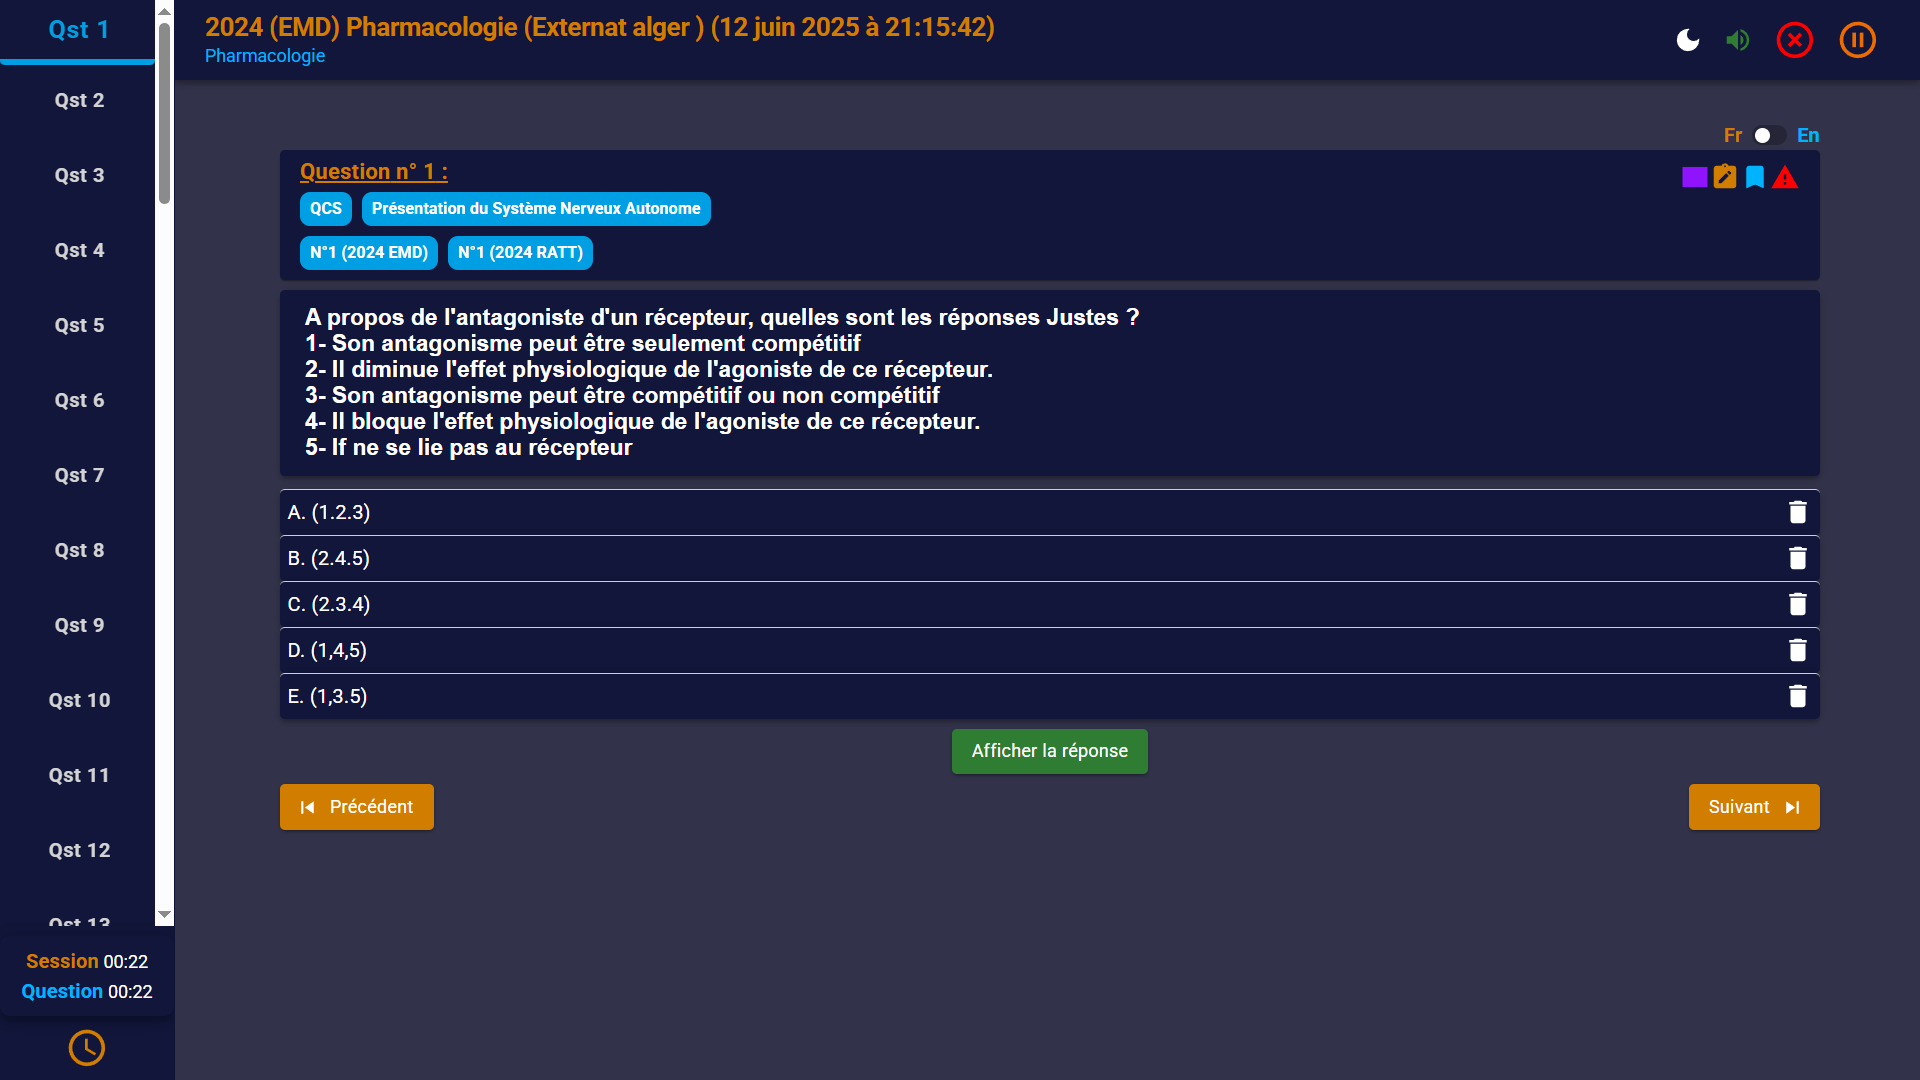 Qst 1
Qst 2
Qst 3
Qst 4
Qst 5
Qst 6
Qst 7
Qst 8
Qst 9
Qst 10
Qst 11
Qst 12
Qst 13
Session 00:22
Question 00:22
2024 (EMD) Pharmacologie (Externat alger ) (12 juin 2025 à 21:15:42)
Pharmacologie
Fr En
Question n° 1 :
QCS Présentation du Système Nerveux Autonome
N°1 (2024 EMD) N°1 (2024 RATT)
A propos de l'antagoniste d'un récepteur, quelles sont les réponses Justes ?
1- Son antagonisme peut être seulement compétitif
2- Il diminue l'effet physiologique de l'agoniste de ce récepteur.
3- Son antagonisme peut être compétitif ou non compétitif
4- Il bloque l'effet physiologique de l'agoniste de ce récepteur.
5- If ne se lie pas au récepteur
A. (1.2.3)
B. (2.4.5)
C. (2.3.4)
D. (1,4,5)
E. (1,3.5)
Afficher la réponse
Précédent
Suivant